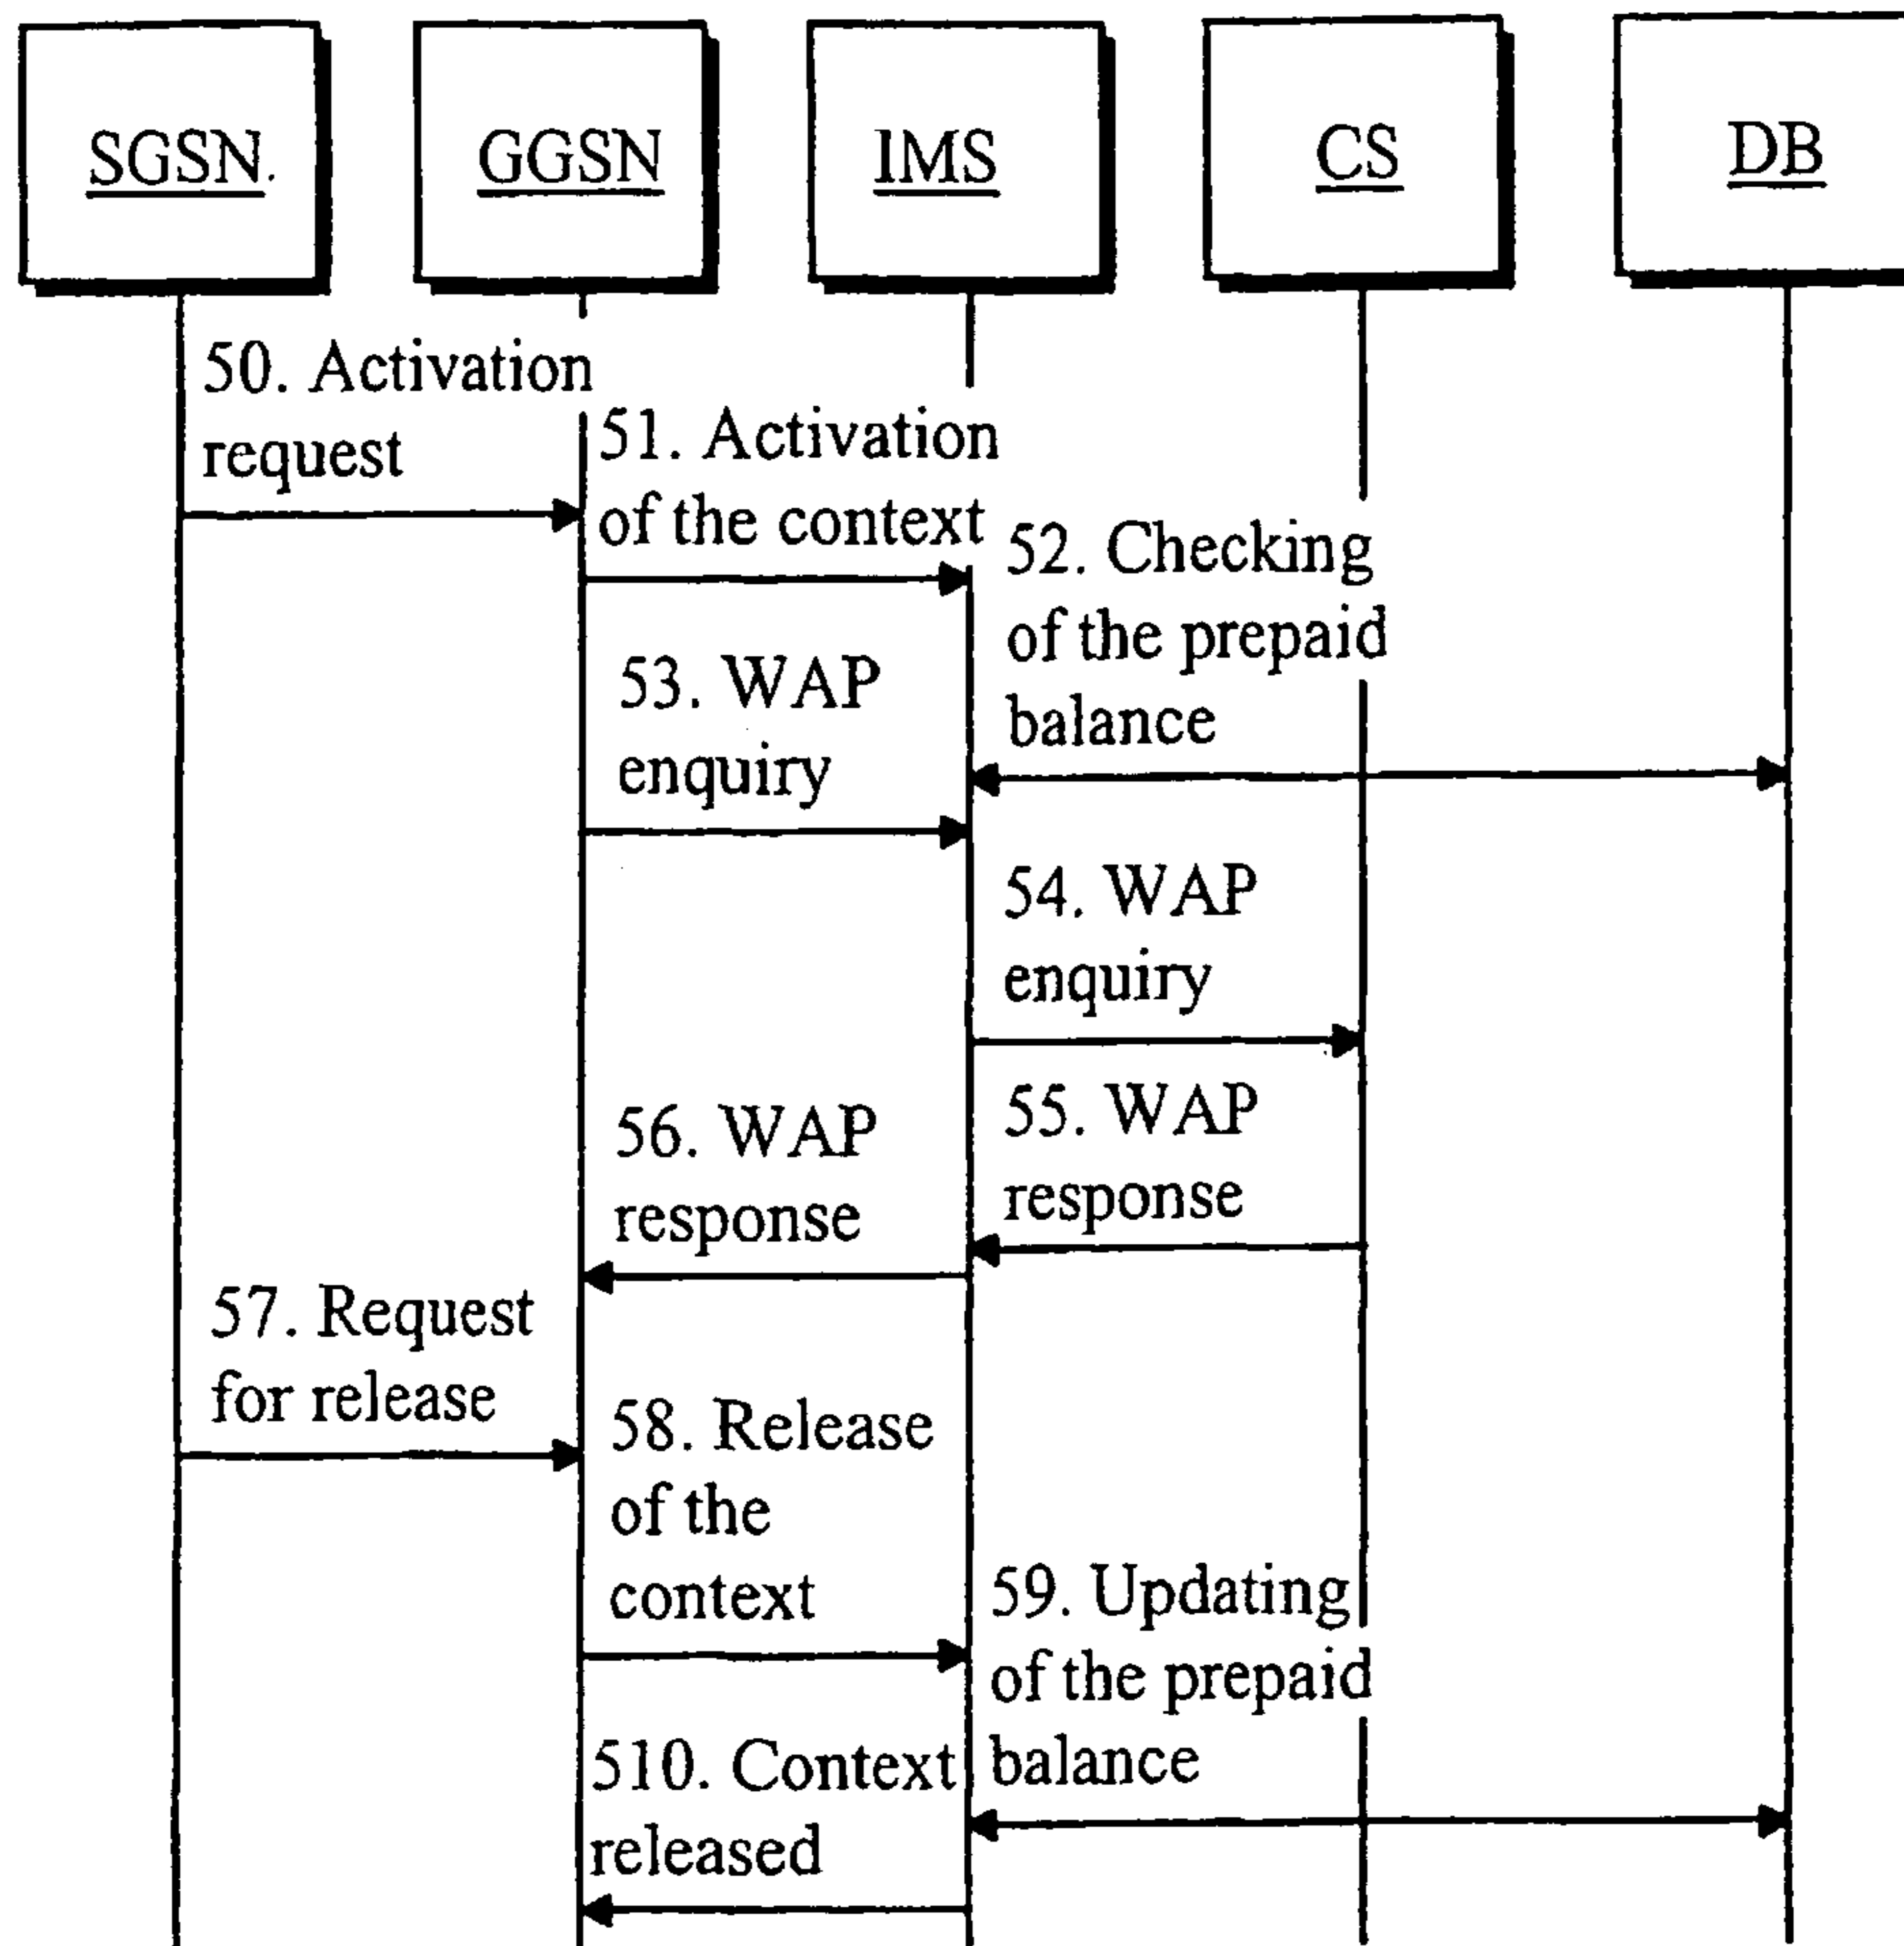 SGSN.
GGSN
IMS
CS
DB
50. Activation
request
51. Activation
of the context
52. Checking
of the prepaid
balance
53. WAP
enquiry
54. WAP
enquiry
55. WAP
response
56. WAP
response
57. Request
for release
58. Release
of the
context
59. Updating
of the prepaid
balance
510. Context
released